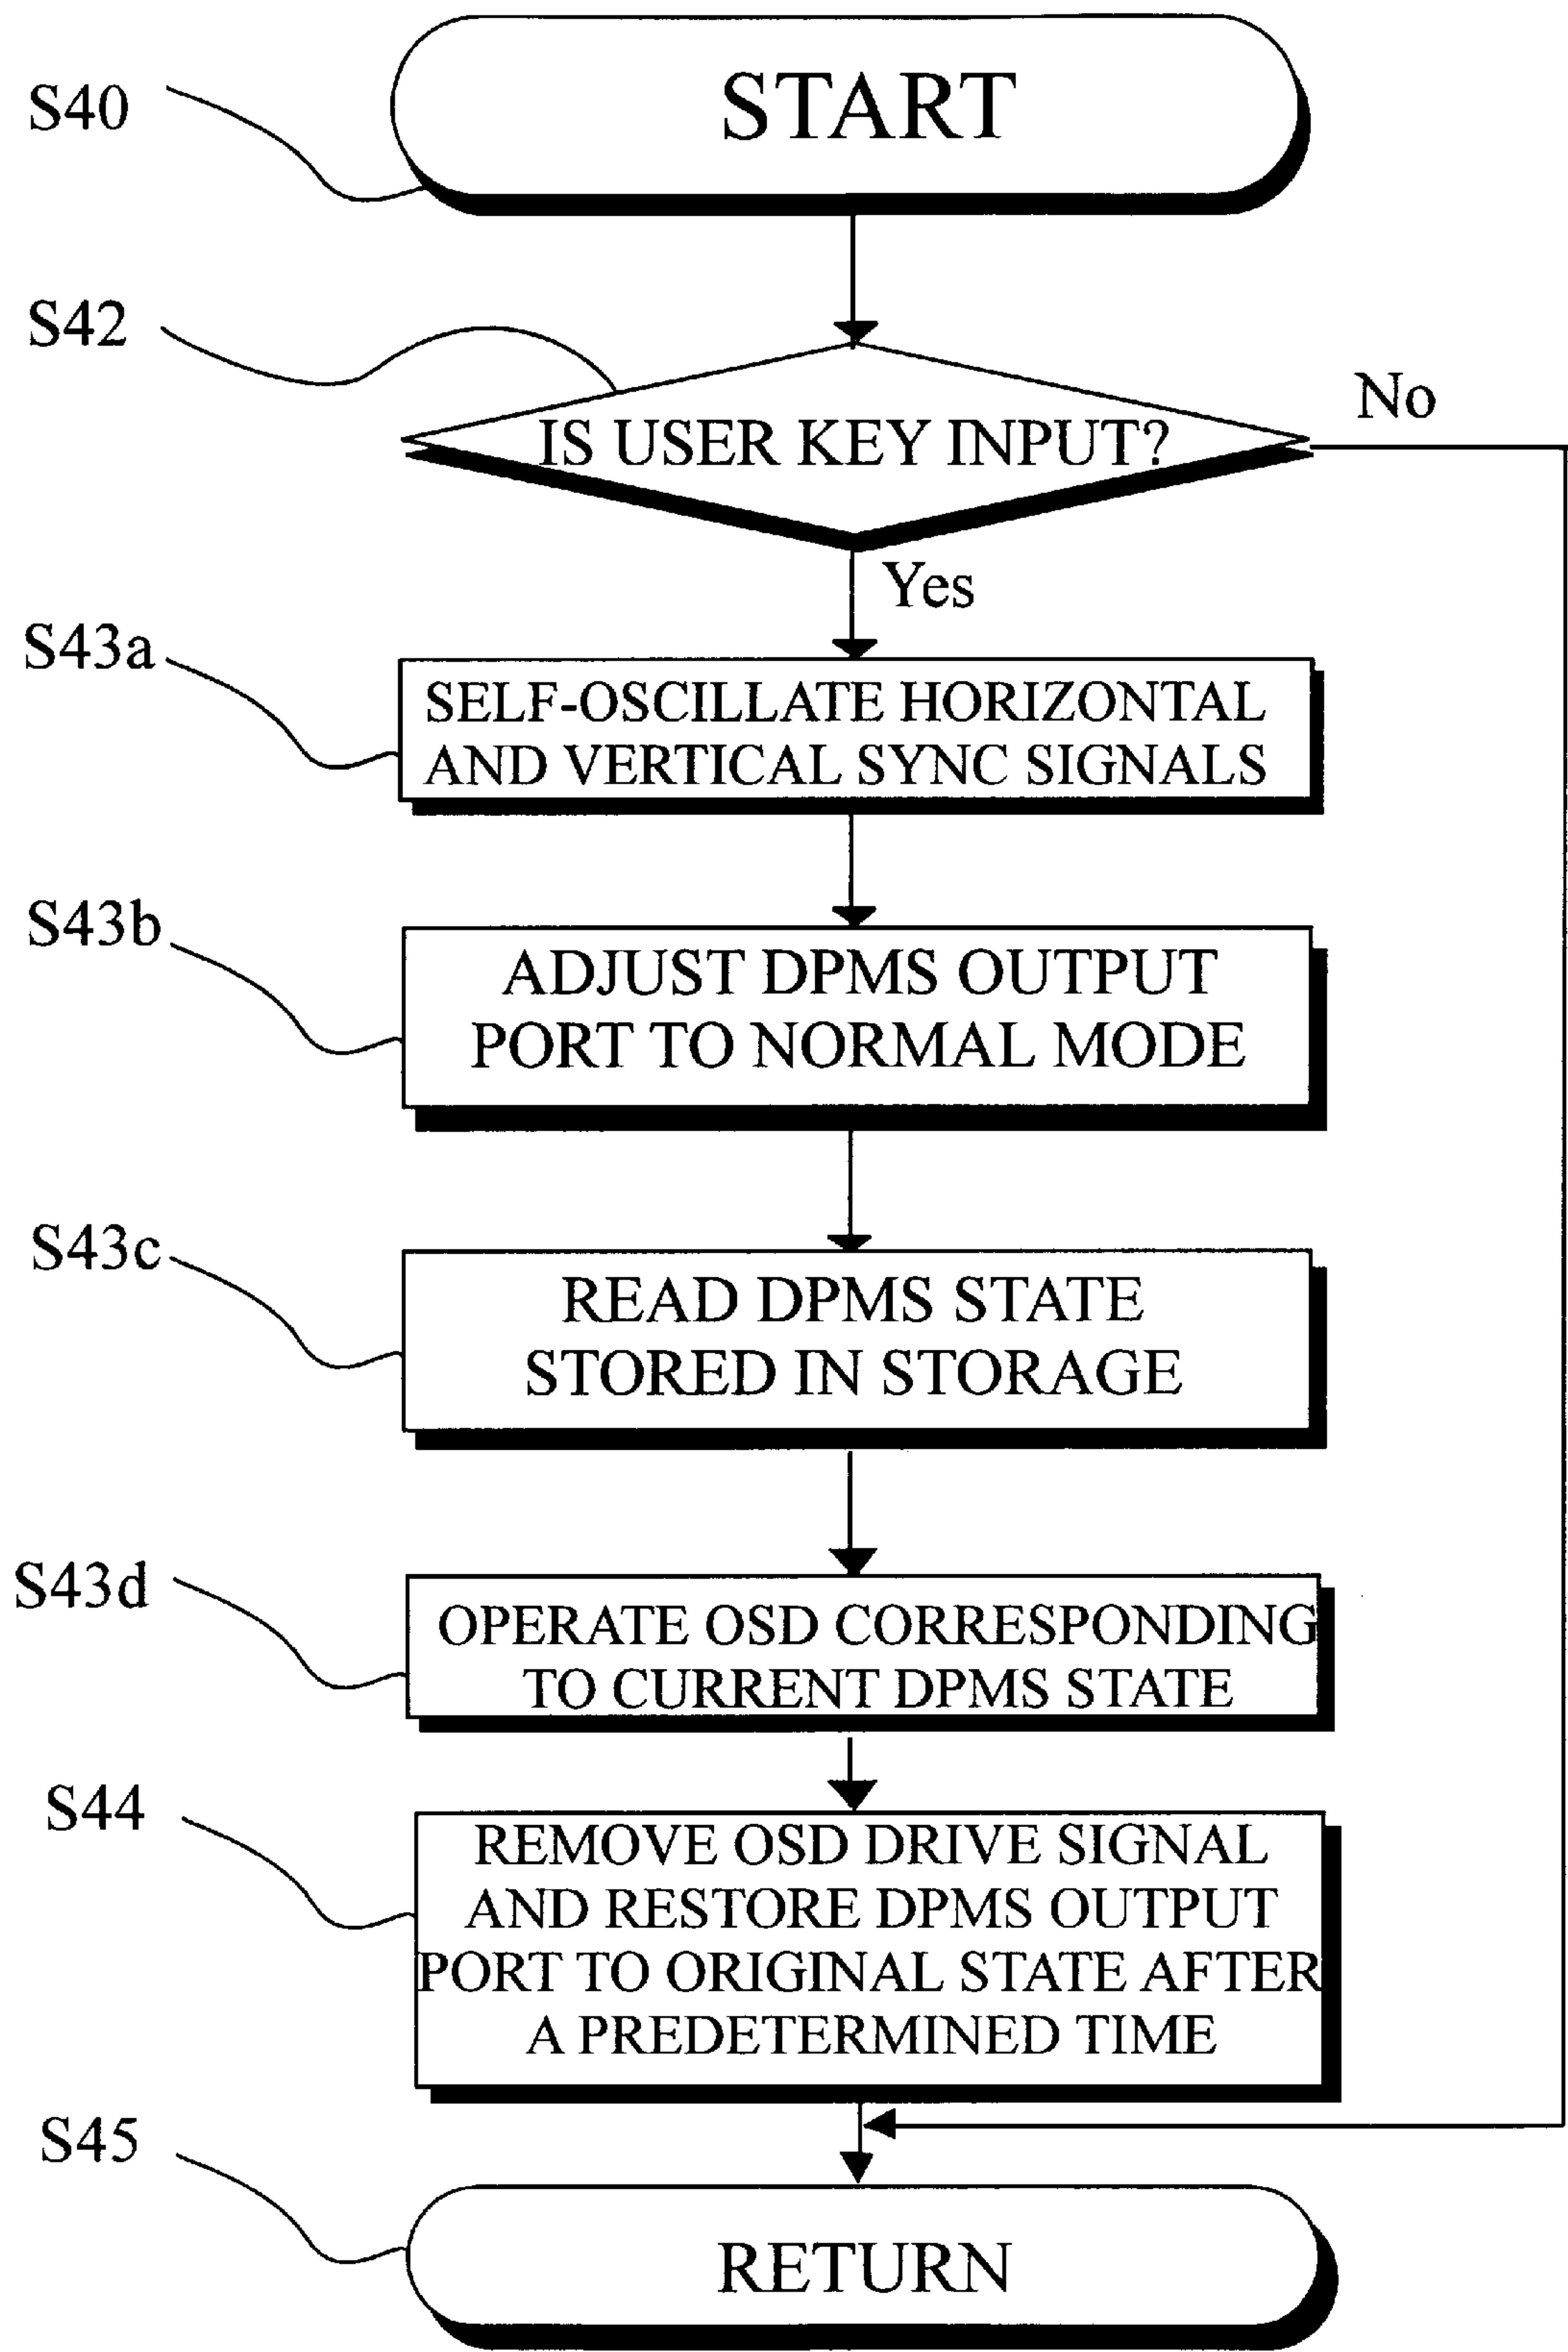 S40
START
S42
IS USER KEY INPUT?
No
Yes
S43a
SELF-OSCILLATE HORIZONTAL
AND VERTICAL SYNC SIGNALS
S43b
ADJUST DPMS OUTPUT
PORT TO NORMAL MODE
S43c
READ DPMS STATE
STORED IN STORAGE
S43d
OPERATE OSD CORRESPONDING
TO CURRENT DPMS STATE
S44
REMOVE OSD DRIVE SIGNAL
AND RESTORE DPMS OUTPUT
PORT TO ORIGINAL STATE AFTER
A PREDETERMINED TIME
S45
RETURN